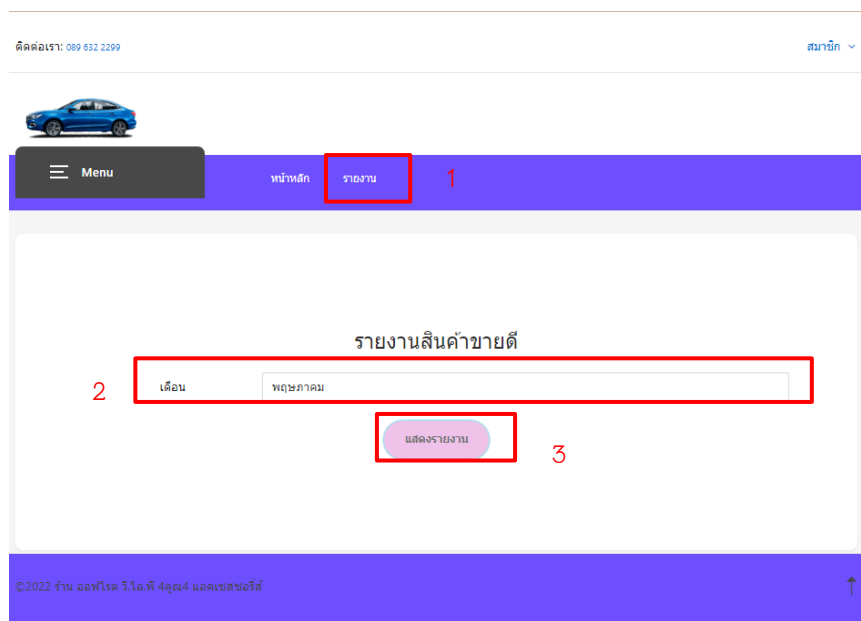 ติดต่อเรา: 089 632 2299
สมาชิก
Menu
หน้าหลัก
รายงาน
1
รายงานสินค้าขายดี
2
เดือน
พฤษภาคม
แสดงรายงาน
3
©2022 ร้าน ออฟโรด วี.ไอ.พี 4คูณ4 แอคเซสซอรี่ส์